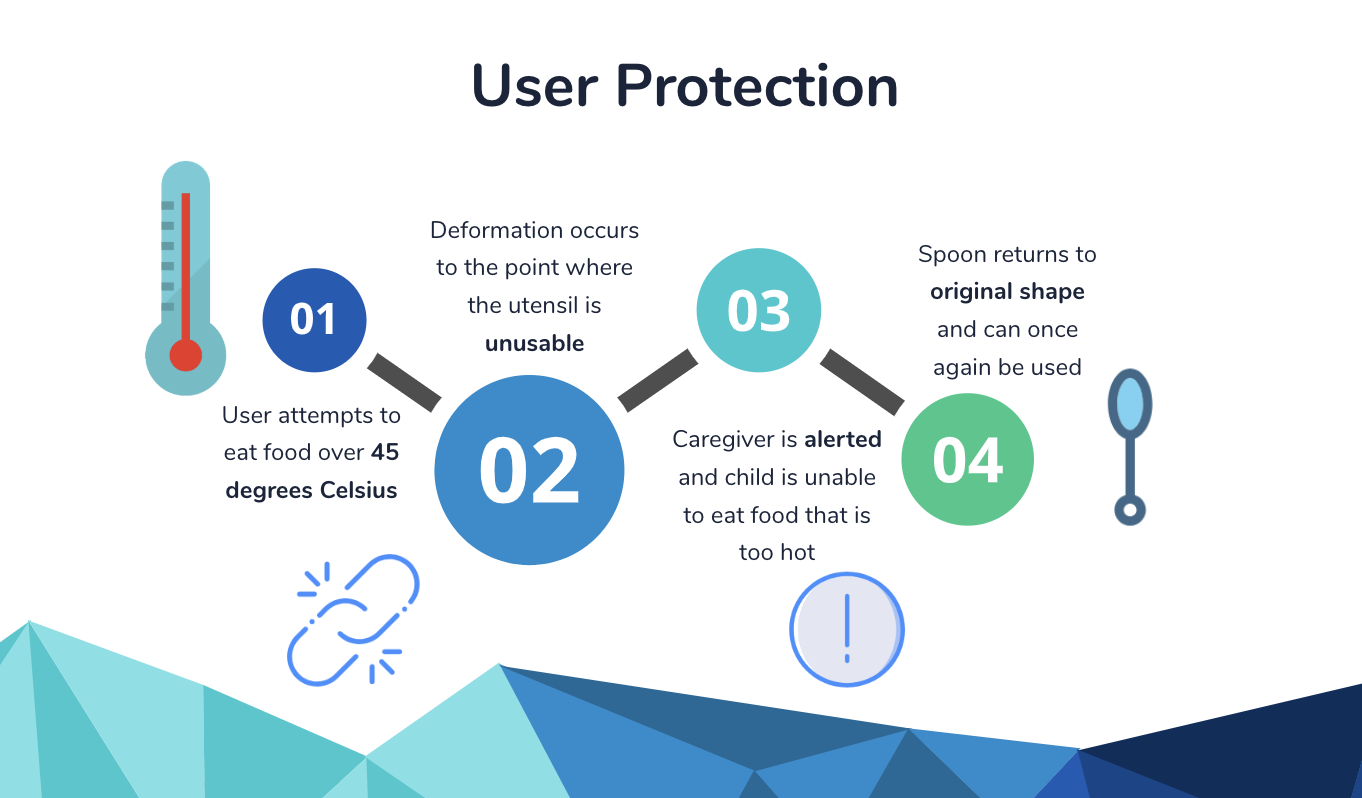 User Protection
01
User attempts to
eat food over 45
degrees Celsius
Deformation occurs
to the point where
the utensil is
unusable
02
03
Caregiver is alerted
and child is unable
to eat food that is
too hot
Spoon returns to
original shape
and can once
again be used
04